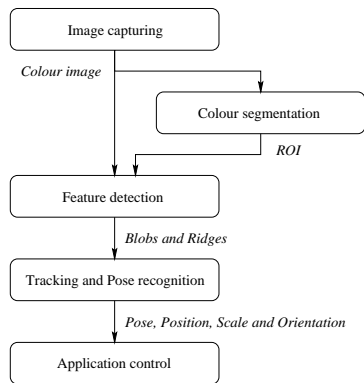 Image capturing
Colour image
Colour segmentation
ROI
Feature detection
Blobs and Ridges
Tracking and Pose recognition
Pose, Position, Scale and Orientation
Application control